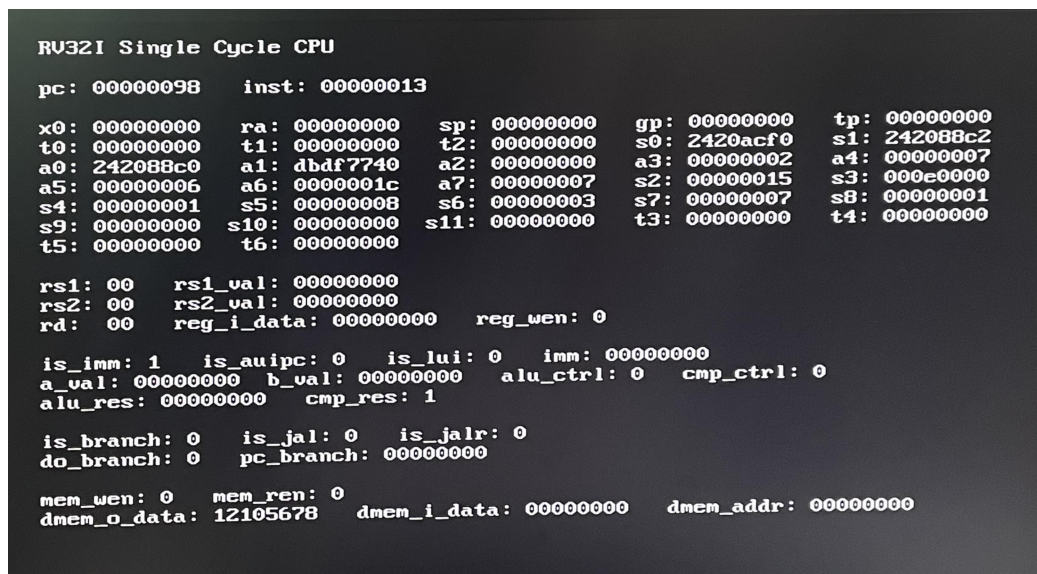 RV32I Single Cycle CPU
pc: 00000098 inst: 00000013
x0: 00000000 ra: 00000000 sp: 00000000 gp: 00000000 tp: 00000000
t0: 00000000 t1: 00000000 t2: 00000000 s0: 2420acf0 s1: 242088c2
a0: 242088c0 a1: dbdf7740 a2: 00000000 a3: 00000002 a4: 00000007
a5: 00000006 a6: 0000001c a7: 00000007 s2: 00000015 s3: 000e0000
s4: 00000001 s5: 00000008 s6: 00000003 s7: 00000007 s8: 00000001
s9: 00000000 s10: 00000000 s11: 00000000 t3: 00000000 t4: 00000000
t5: 00000000 t6: 00000000
rs1: 00 rs1_val: 00000000
rs2: 00 rs2_val: 00000000
rd: 00 reg_i_data: 00000000 reg_wen: 0
is_imm: 1 is_auipc: 0 is_lui: 0 imm: 00000000
a_val: 00000000 b_val: 00000000 alu_ctrl: 0 cmp_ctrl: 0
alu_res: 00000000 cmp_res: 1
is_branch: 0 is_jal: 0 is_jalr: 0
do_branch: 0 pc_branch: 00000000
mem_wen: 0 mem_ren: 0
dmem_o_data: 12105678 dmem_i_data: 00000000 dmem_addr: 00000000